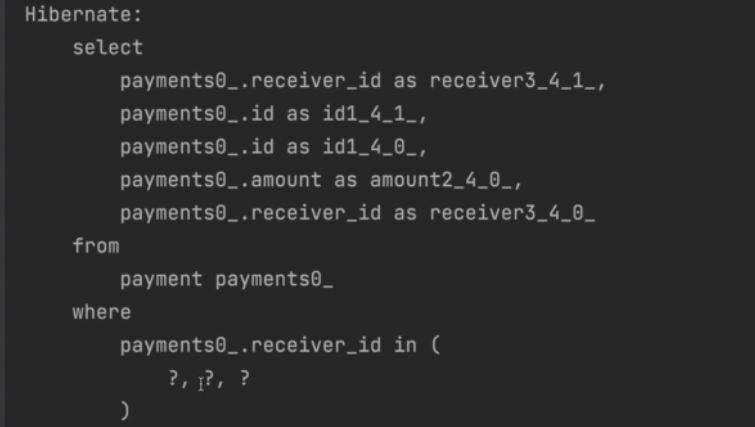 Hibernate:
select
payments0_.receiver_id as receiver3_4_1_,
payments0_.id as id1_4_1_,
payments0_.id as id1_4_0_,
payments0_.amount as amount2_4_0_,
payments0_.receiver_id as receiver3_4_0_
from
payment payments0_
where
payments0_.receiver_id in (
?, ?, ?
)